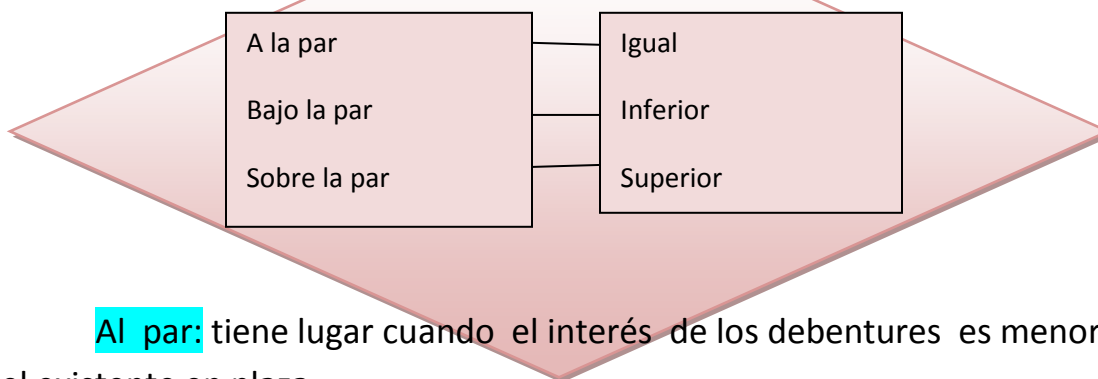 A la par
Igual
Bajo la par
Inferior
Sobre la par
Superior
Al par: tiene lugar cuando el interés de los debentures es menor